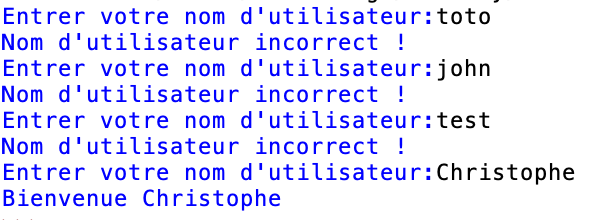 Entrer votre nom d'utilisateur:toto
Nom d'utilisateur incorrect !
Entrer votre nom d'utilisateur:john
Nom d'utilisateur incorrect !
Entrer votre nom d'utilisateur:test
Nom d'utilisateur incorrect !
Entrer votre nom d'utilisateur:Christophe
Bienvenue Christophe